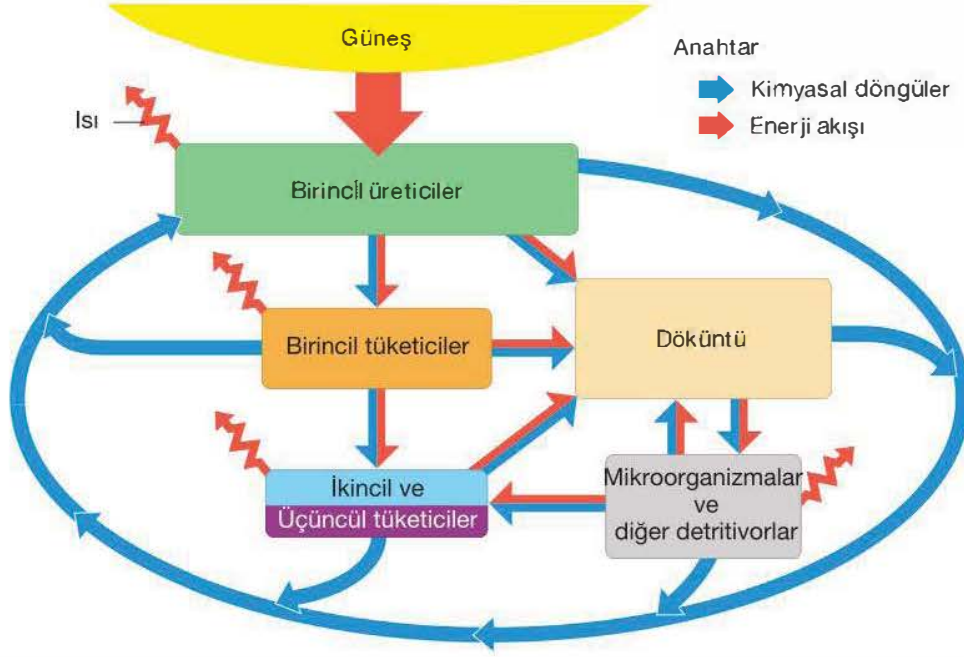 Güneş
Anahtar
Kimyasal döngüler
Enerji akışı
Isı
Birincil üreticiler
Birincil tüketiciler
Döküntü
İkincil ve
Üçüncül tüketiciler
Mikroorganizmalar
ve
diğer detritivorlar